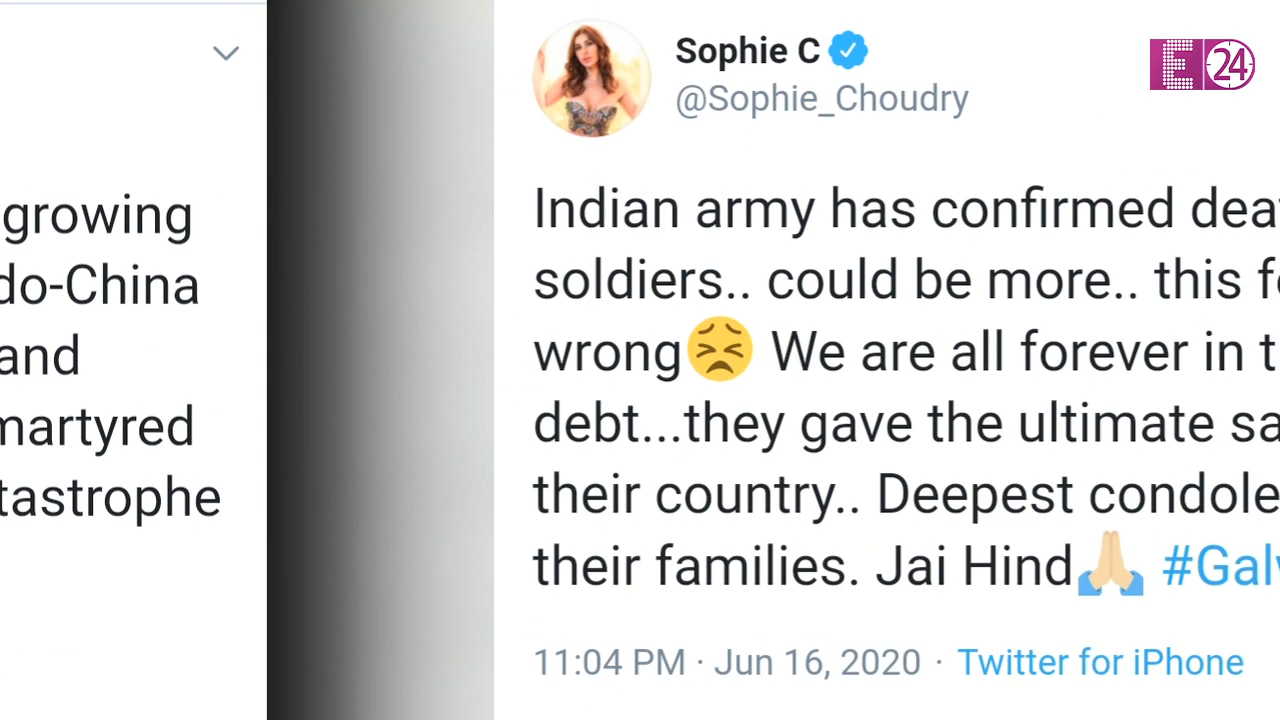 growing
do-China
and
martyred
tastrophe
Sophie C
@Sophie_Choudry
Indian army has confirmed dea
soldiers.. could be more.. this f
wrong😣 We are all forever in t
debt...they gave the ultimate sa
their country.. Deepest condole
their families. Jai Hind🙏🏼 #Galv
11:04 PM · Jun 16, 2020 · Twitter for iPhone
E 24